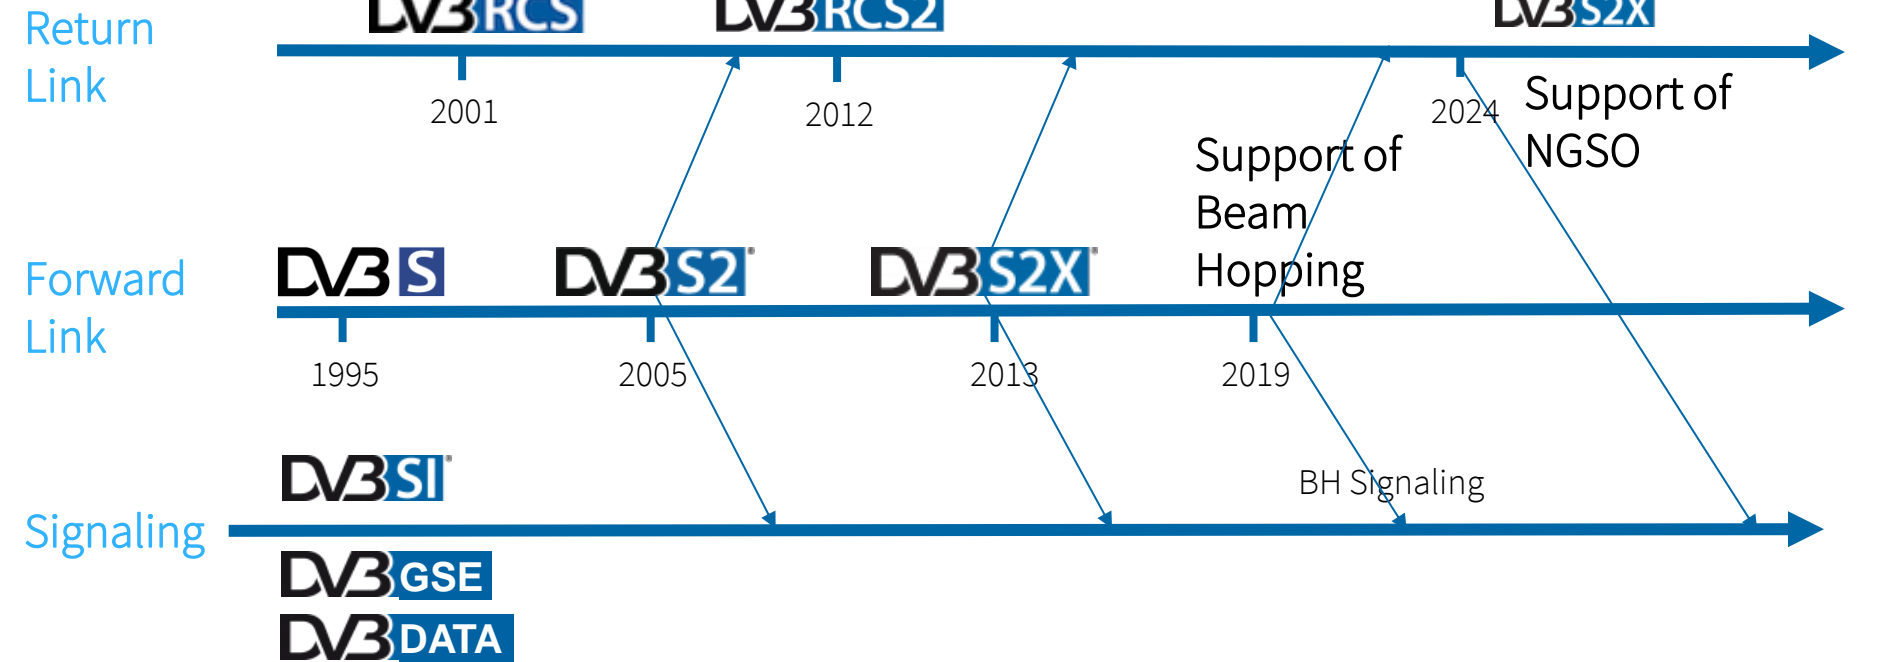 DVB RCS
DVB RCS2
DVB S2X
Return
Link
2001
2012
2024
Support of
NGSO
Support of
Beam
Hopping
DVB S
DVB S2
DVB S2X
Forward
Link
1995
2005
2013
2019
DVB SI
BH Signaling
Signaling
DVB GSE
DVB DATA